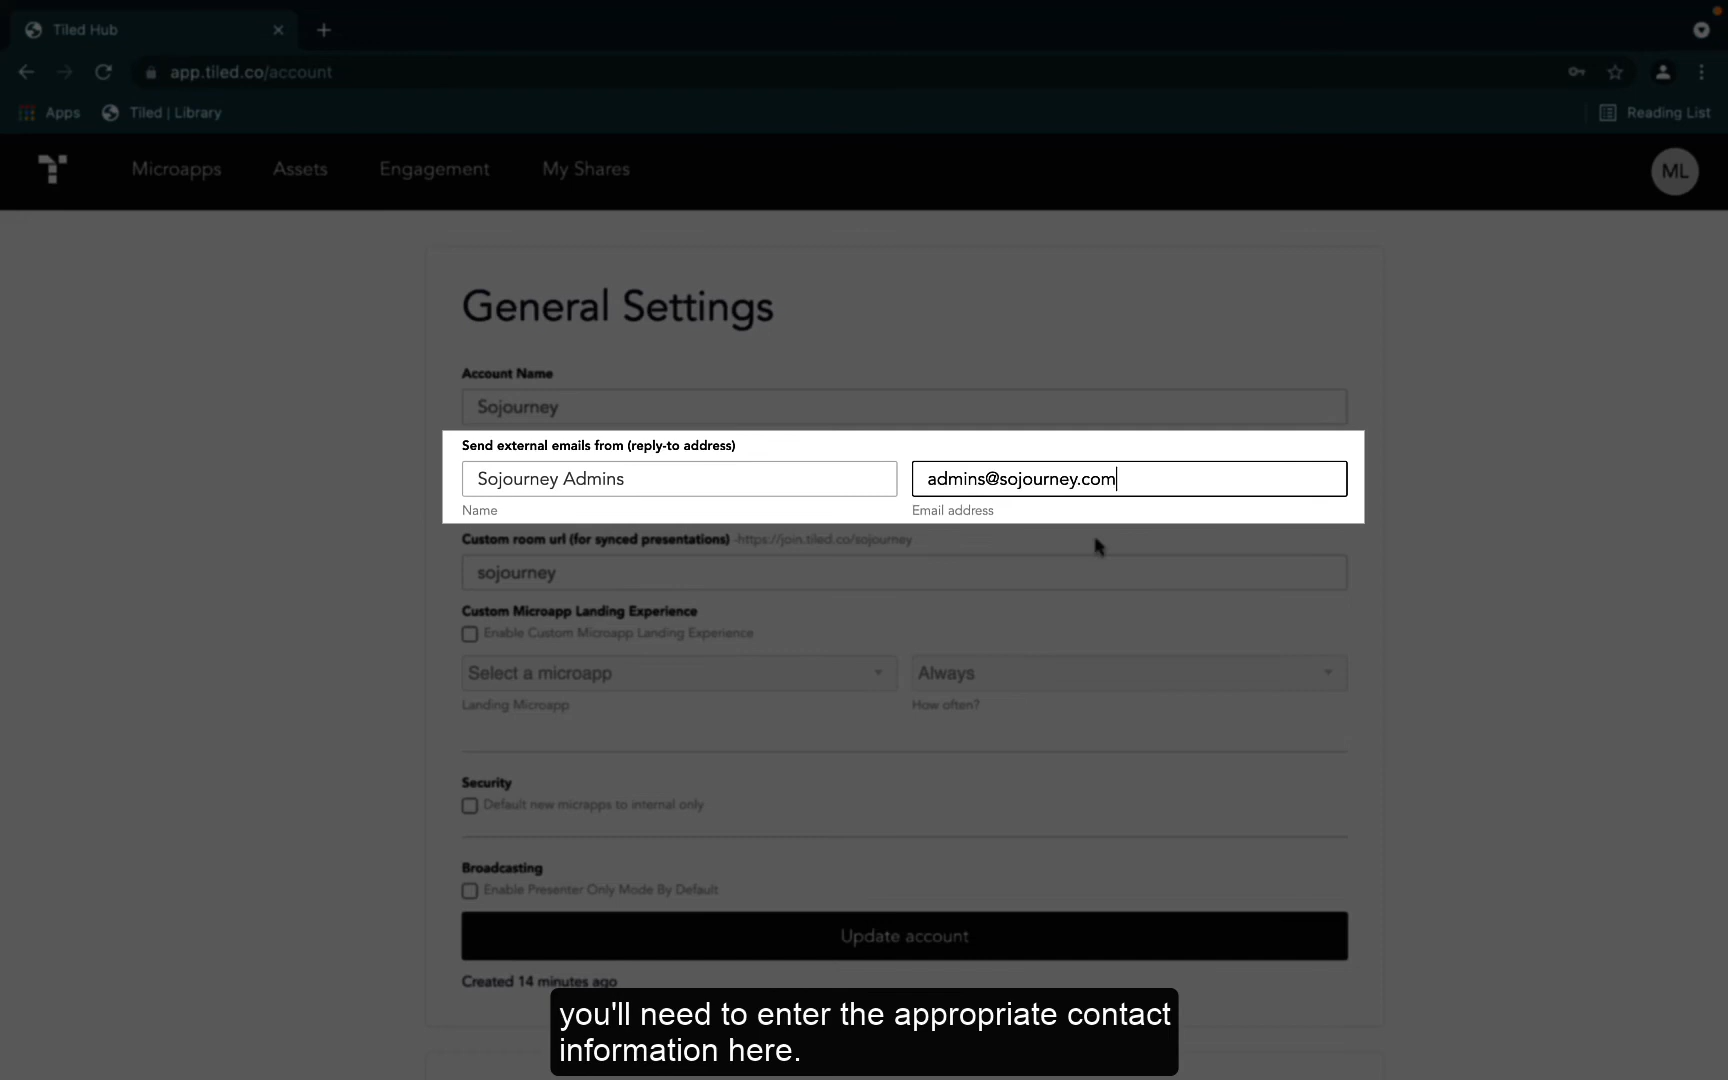 Tiled Hub
app.tiled.co/account
Apps
Tiled | Library
Reading List
Microapps
Assets
Engagement
My Shares
ML
General Settings
Account Name
Sojourney
Send external emails from (reply-to address)
Sojourney Admins
admins@sojourney.com
Name
Email address
Custom room url (for synced presentations) -https://join.tiled.co/sojourney
sojourney
Custom Microapp Landing Experience
Enable Custom Microapp Landing Experience
Select a microapp
Always
Landing Microapp
How often?
Security
Default new micrapps to internal only
Broadcasting
Enable Presenter Only Mode By Default
Update account
Created 14 minutes ago
you'll need to enter the appropriate contact
information here.